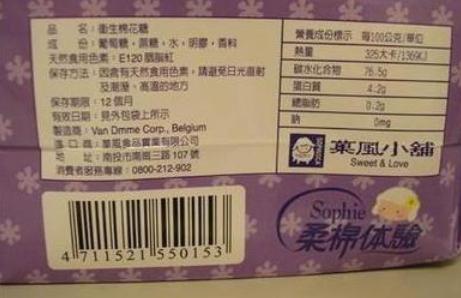 品 名：衛生棉花糖
成 份：葡萄糖，蔗糖，水，明膠，香料
天然食用色素：E120 胭脂紅
保存方法：因含有天然食用色素，請避免日光直射
及潮溼、高溫的地方
保存期限：12 個月
有效日期：見外包裝上所示
製造商：Van Dmme Corp., Belgium
進口商：菓風食品實業有限公司
地 址：南投市南崗三路 107 號
消費者服務專線：0800-212-902
營養成份標示 每100公克/單位
熱量 325大卡/1369KJ
碳水化合物 76.5g
蛋白質 4.2g
總脂肪 0.2g
鈉 0mg
菓風小舖
Sweet & Love
Sophie
柔棉体驗
4 711521 550153